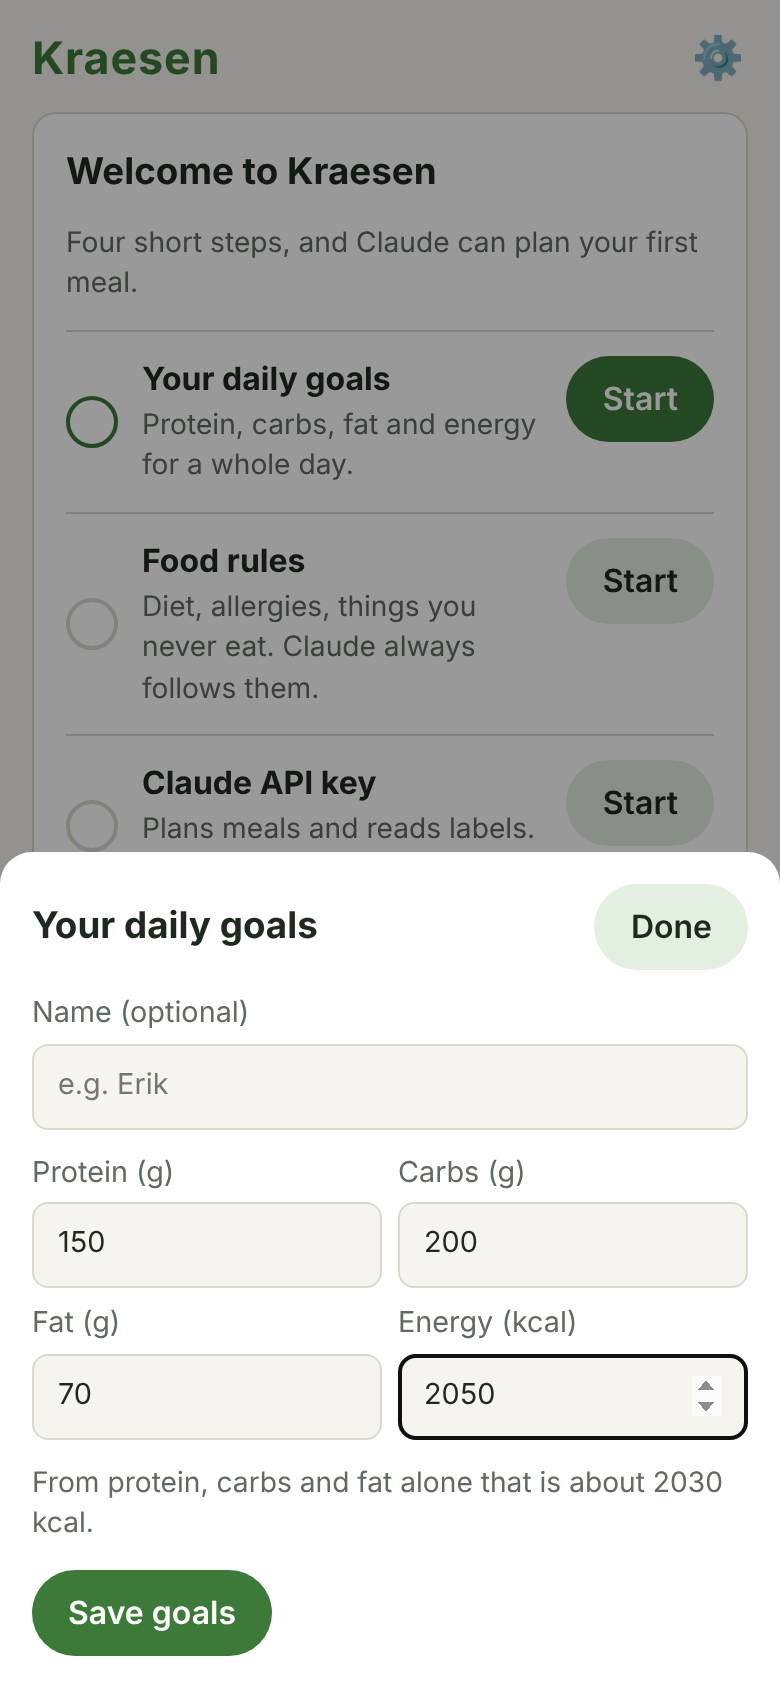 Kraesen
Welcome to Kraesen
Four short steps, and Claude can plan your first
meal.
Your daily goals
Protein, carbs, fat and energy
for a whole day.
Start
Food rules
Diet, allergies, things you
never eat. Claude always
follows them.
Start
Claude API key
Plans meals and reads labels.
Start
Your daily goals
Done
Name (optional)
e.g. Erik
Protein (g)
Carbs (g)
150
200
Fat (g)
Energy (kcal)
70
2050
From protein, carbs and fat alone that is about 2030
kcal.
Save goals